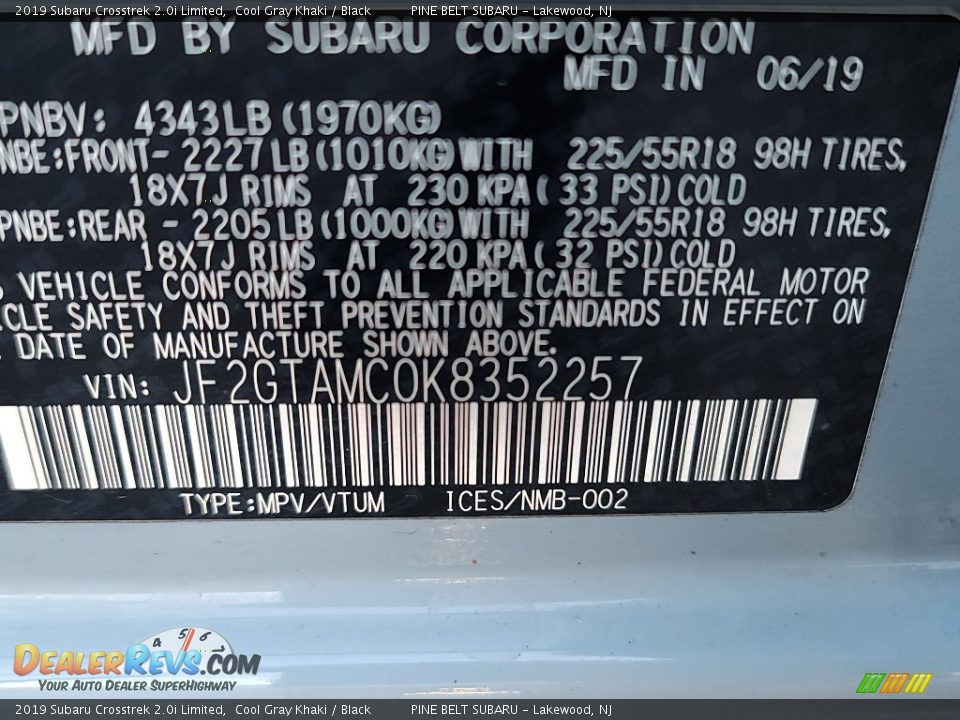 2019 Subaru Crosstrek 2.0i Limited, Cool Gray Khaki / Black PINE BELT SUBARU - Lakewood, NJ
MFD BY SUBARU CORPORATION
MFD IN 06/19
PNBV: 4343LB (1970KG)
NBE:FRONT- 2227 LB (1010KG) WITH 225/55R18 98H TIRES,
18X7J RIMS AT 230 KPA ( 33 PSI) COLD
PNBE:REAR - 2205 LB (1000KG) WITH 225/55R18 98H TIRES,
18X7J RIMS AT 220 KPA ( 32 PSI) COLD
S VEHICLE CONFORMS TO ALL APPLICABLE FEDERAL MOTOR
ICLE SAFETY AND THEFT PREVENTION STANDARDS IN EFFECT ON
DATE OF MANUFACTURE SHOWN ABOVE.
VIN: JF2GTAMC0K8352257
TYPE:MPV/VTUM ICES/NMB-002
4 5 6
DealerRevs.com
Your Auto Dealer SuperHighway
2019 Subaru Crosstrek 2.0i Limited, Cool Gray Khaki / Black PINE BELT SUBARU - Lakewood, NJ